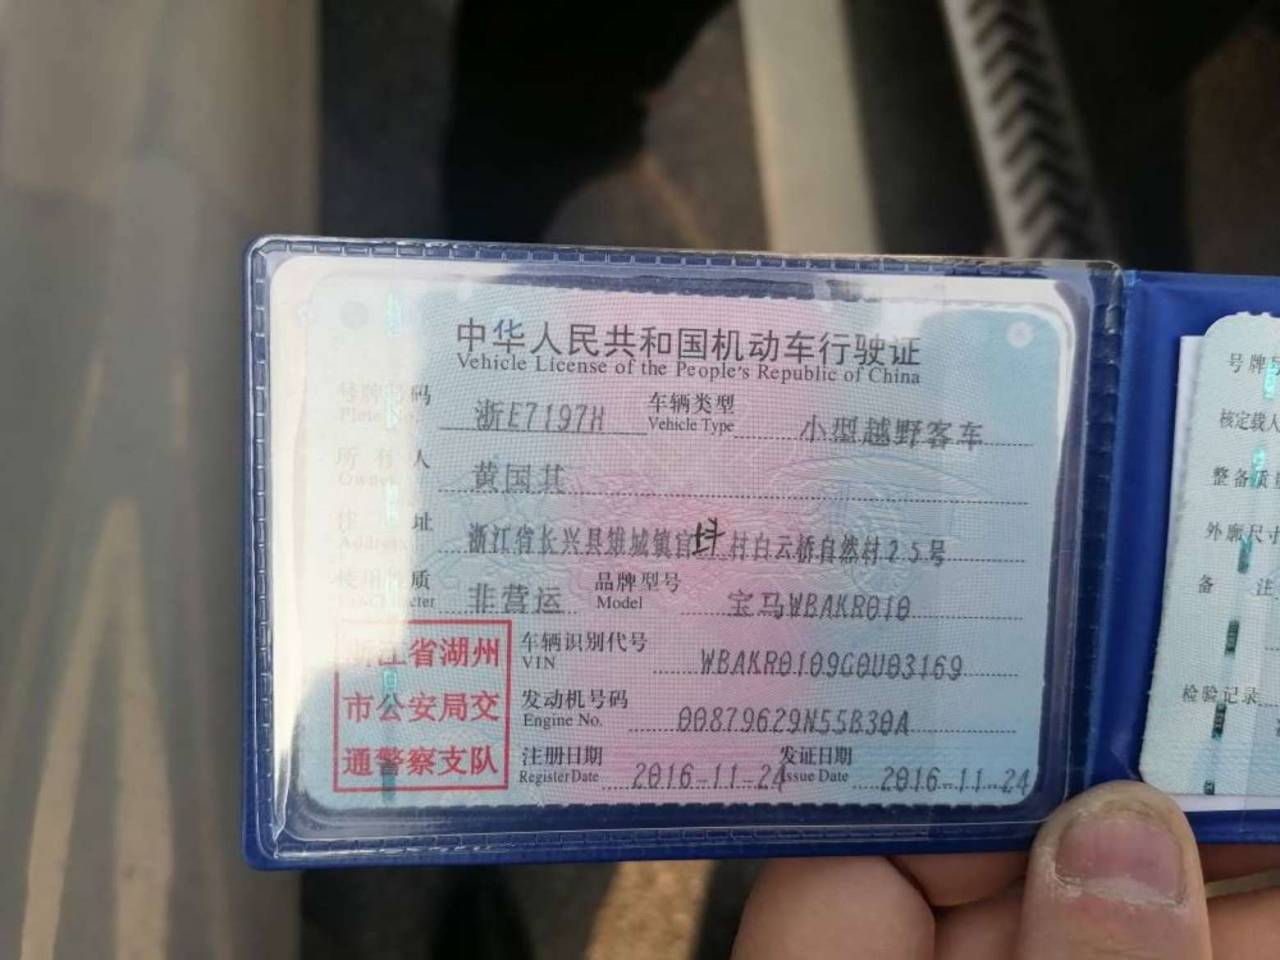 中华人民共和国机动车行驶证
Vehicle License of the People's Republic of China
号牌号码 浙E7197H 车辆类型 小型越野客车
Plate No. Vehicle Type
所有人 黄国其
Owner
住址 浙江省长兴县雉城镇官 村白云桥自然村25号
Address
使用性质 非营运 品牌型号 宝马WBAKR010
Use Character Model
车辆识别代号 WBAKR0109G0U03169
VIN
发动机号码 00879629N55B30A
Engine No.
注册日期 2016-11-24 发证日期 2016-11-24
Register Date Issue Date
浙江省湖州
市公安局交
通警察支队
号牌号
核定载人
整备质量
外廓尺寸
备 注
检验记录